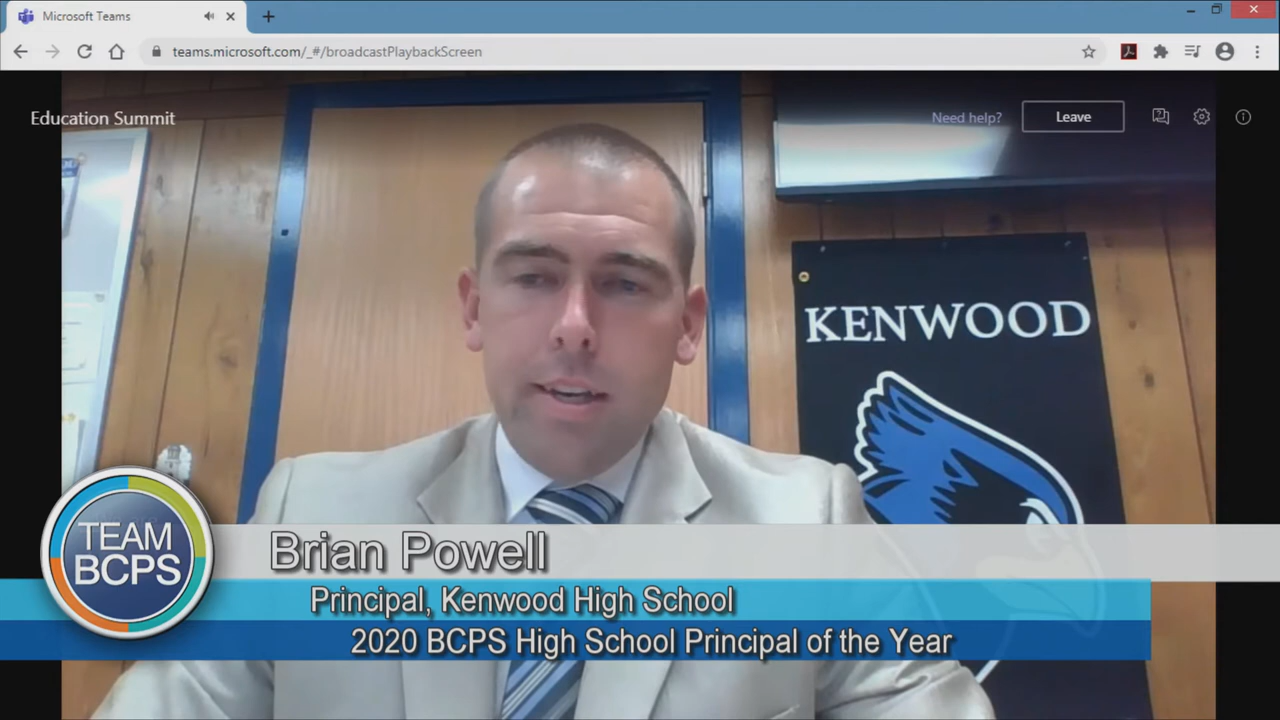 Microsoft Teams
teams.microsoft.com/_#/broadcastPlaybackScreen
Education Summit
Need help?
Leave
KENWOOD
TEAM
BCPS
Brian Powell
Principal, Kenwood High School
2020 BCPS High School Principal of the Year